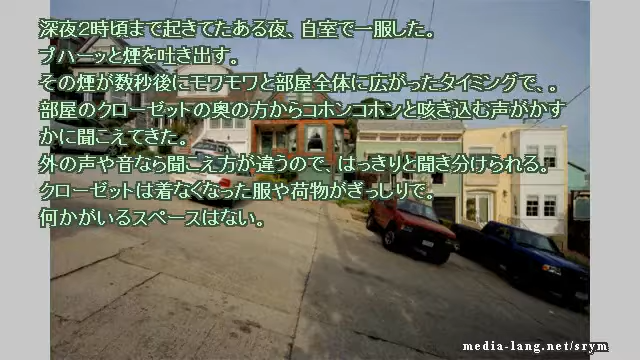 深夜2時頃まで起きてたある夜、自室で一服した。
プハーッと煙を吐き出す。
その煙が数秒後にモワモワと部屋全体に広がったタイミングで、。
部屋のクローゼットの奥の方からコホンコホンと咳き込む声がかす
かに聞こえてきた。
外の声や音なら聞こえ方が違うので、はっきりと聞き分けられる。
クローゼットは着なくなった服や荷物がぎっしりで。
何かがいるスペースはない。
media-lang.net/srym